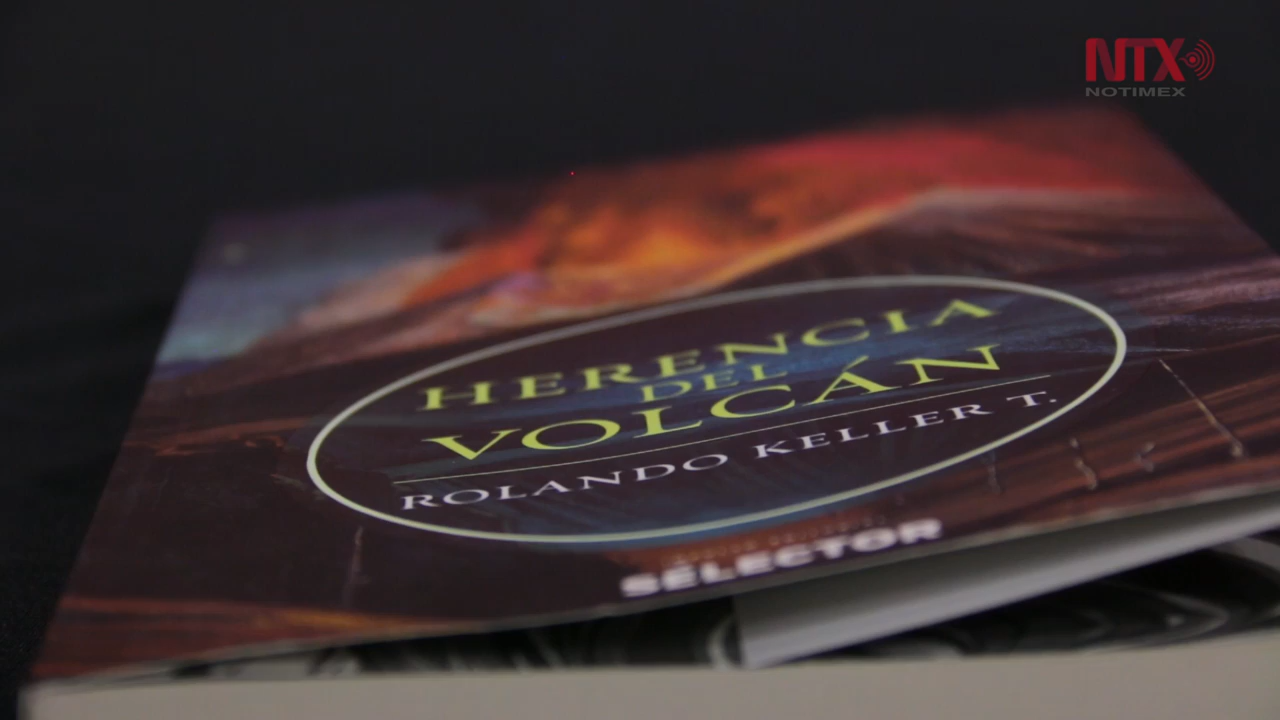 NTX
NOTIMEX
HERENCIA
DEL
VOLCÁN
ROLANDO KELLER T.
SELECTOR